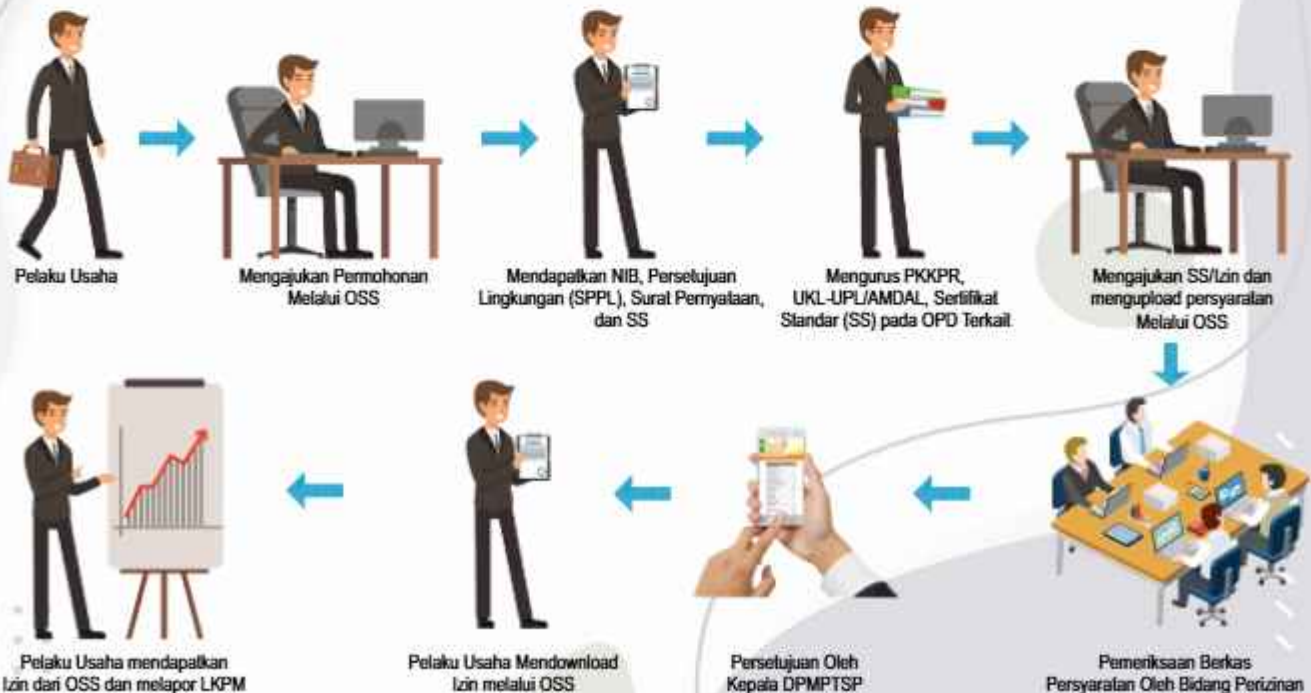 Pelaku Usaha
Mengajukan Permohonan
Melalui OSS
Mendapatkan NIB, Persetujuan
Lingkungan (SPPL), Surat Pernyataan,
dan SS
Mengurus PKKPR,
UKL-UPL/AMDAL, Sertifikat
Standar (SS) pada OPD Terkait
Mengajukan SS/Izin dan
mengupload persyaratan
Melalui OSS
Pemeriksaan Berkas
Persyaratan Oleh Bidang Perizinan
Persetujuan Oleh
Kepala DPMPTSP
Pelaku Usaha Mendownload
Izin melalui OSS
Pelaku Usaha mendapatkan
Izin dari OSS dan melapor LKPM